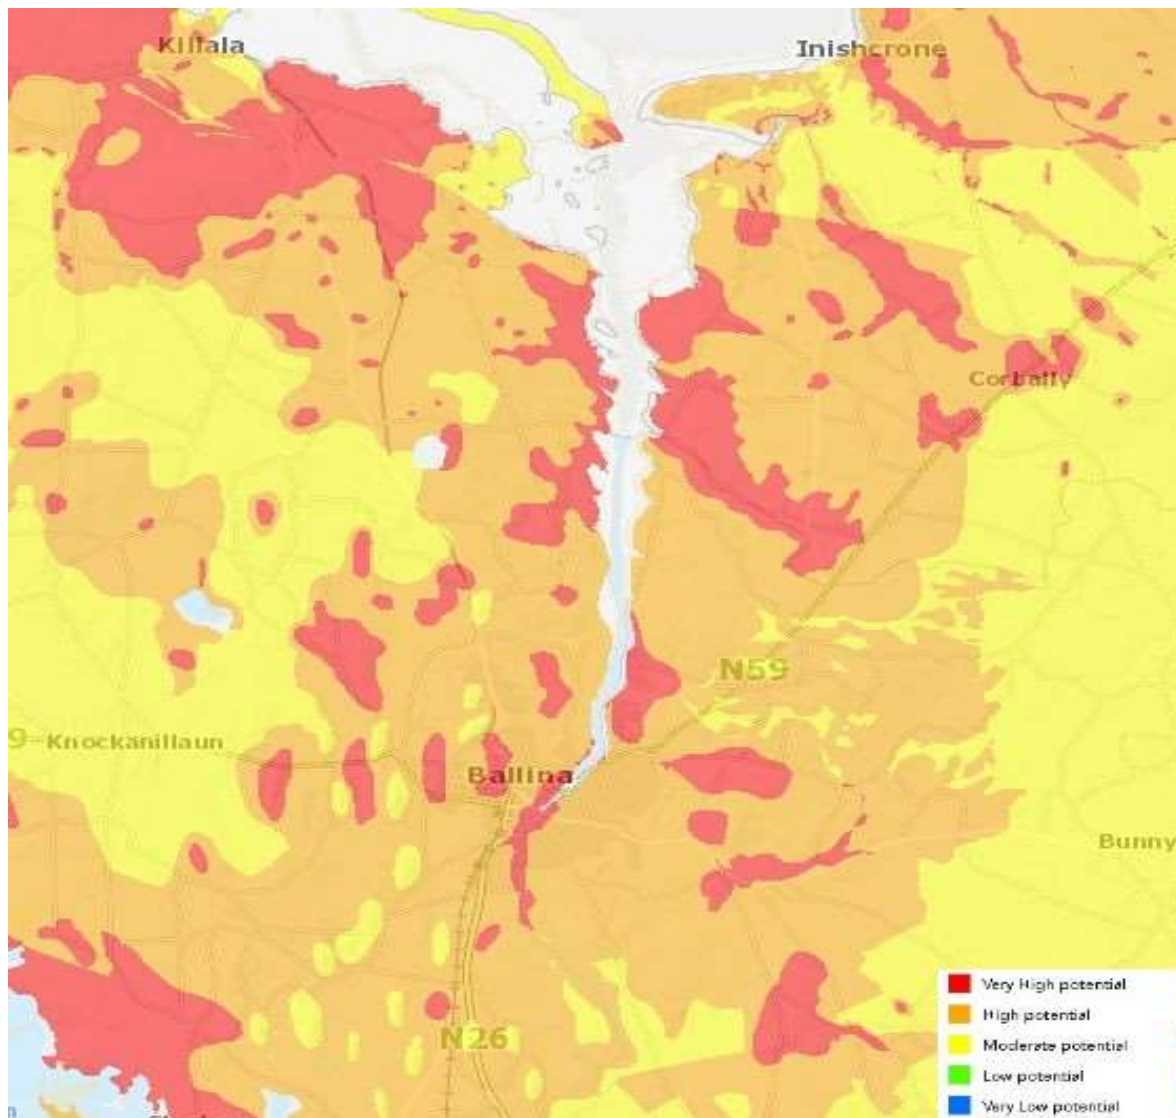 Killala
Inishcrone
Corbally
N59
9
Knockanillaun
Ballina
Bunny
N26
Very High potential
High potential
Moderate potential
Low potential
Very Low potential